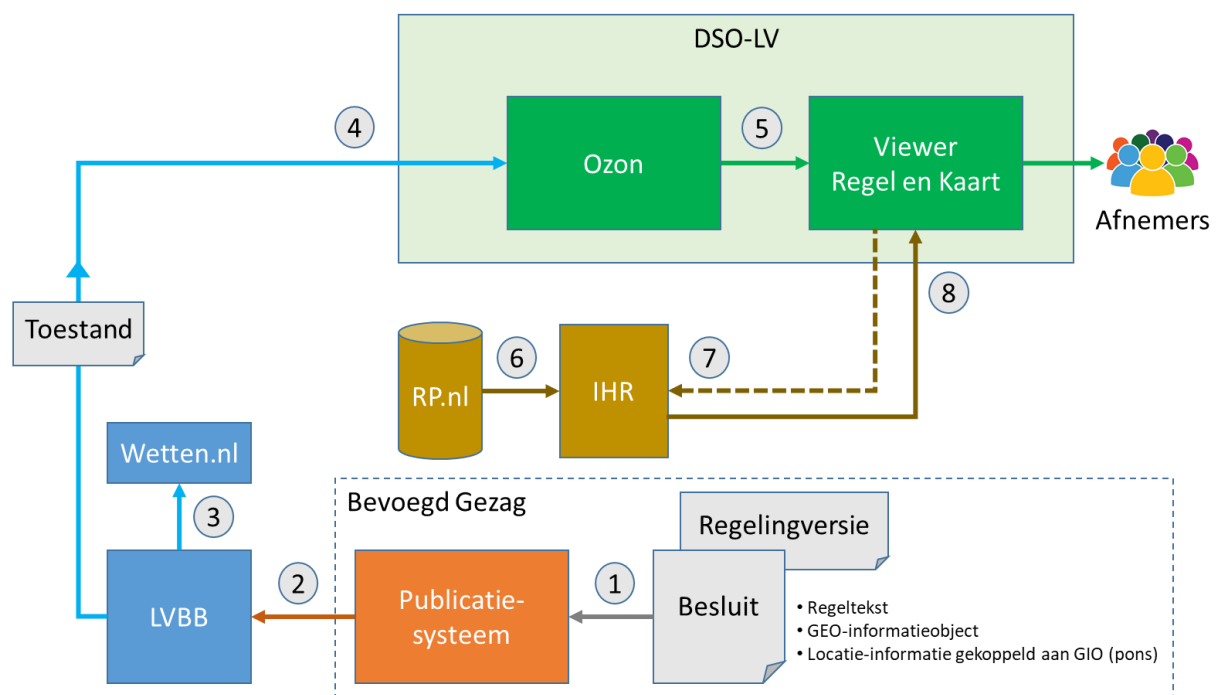 DSO-LV
4
5
Ozon
Viewer
Regel en Kaart
Afnemers
8
Toestand
6
7
RP.nl
IHR
Wetten.nl
3
Bevoegd Gezag
Regelingversie
LVBB
2
Publicatie-
systeem
1
Besluit
• Regeltekst
• GEO-informatieobject
• Locatie-informatie gekoppeld aan GIO (pons)